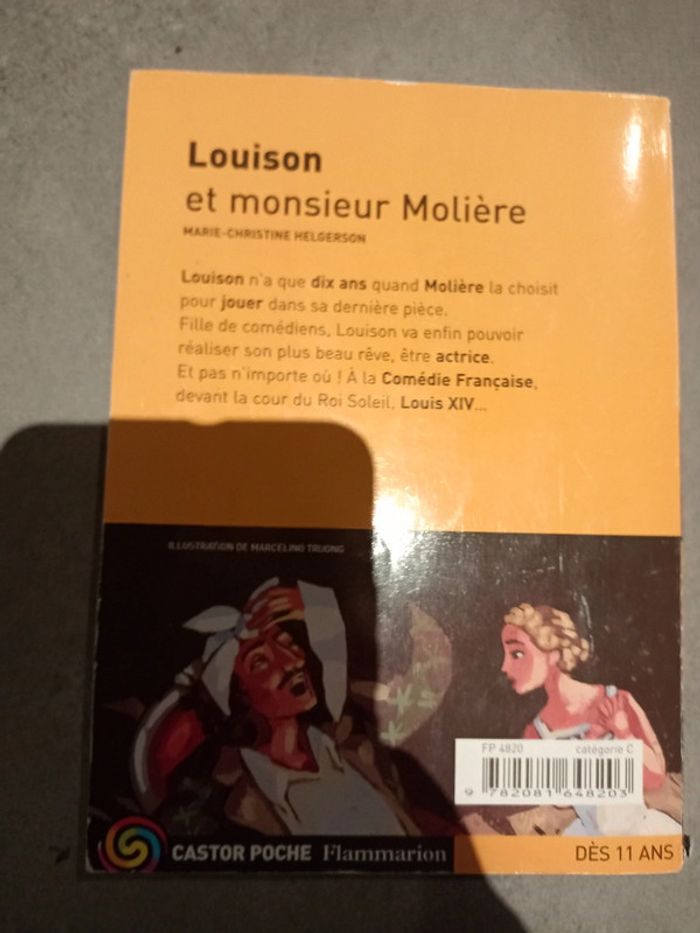 Louison
et monsieur Molière
MARIE-CHRISTINE HELGERSON
Louison n'a que dix ans quand Molière la choisit
pour jouer dans sa dernière pièce.
Fille de comédiens, Louison va enfin pouvoir
réaliser son plus beau rêve, être actrice.
Et pas n'importe où ! À la Comédie Française,
devant la cour du Roi Soleil, Louis XIV...
ILLUSTRATION DE MARCELINO TRUONG
FP 4820 catégorie C
9 782081 648203
CASTOR POCHE Flammarion
DÈS 11 ANS